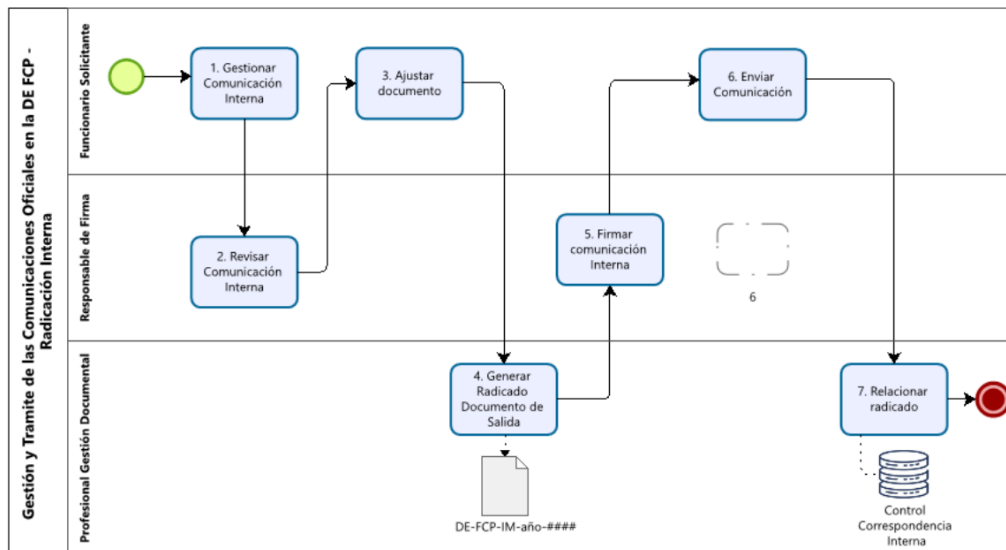 Gestión y Tramite de las Comunicaciones Oficiales en la DE FCP -
Radicación Interna
Funcionario Solicitante
1. Gestionar
Comunicación
Interna
3. Ajustar
documento
6. Enviar
Comunicación
Responsable de Firma
2. Revisar
Comunicación
Interna
5. Firmar
comunicación
Interna
6
Profesional Gestión Documental
4. Generar
Radicado
Documento de
Salida
DE-FCP-IM-año-####
7. Relacionar
radicado
Control
Correspondencia
Interna